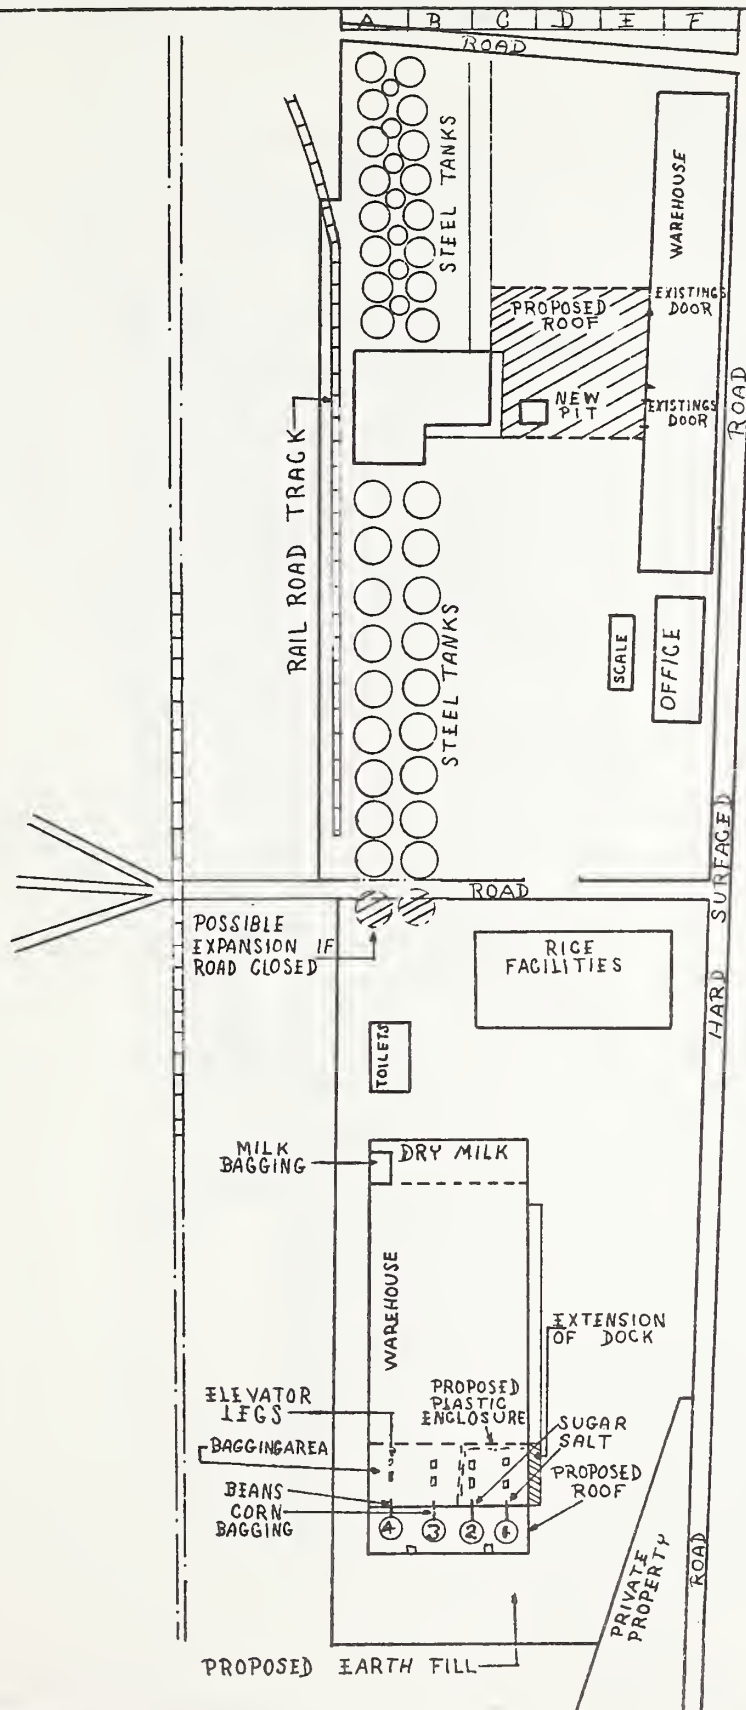 A B C D E F
ROAD
STEEL TANKS
WAREHOUSE
PROPOSED
ROOF
EXISTINGS
DOOR
NEW
PIT
EXISTINGS
DOOR
ROAD
RAIL ROAD TRACK
STEEL TANKS
SCALE
OFFICE
HARD SURFACED
ROAD
POSSIBLE
EXPANSION IF
ROAD CLOSED
RICE
FACILITIES
TOILETS
MILK
BAGGING
DRY MILK
WAREHOUSE
EXTENSION
OF DOCK
ELEVATOR
LEGS
PROPOSED
PLASTIC
ENCLOSURE
SUGAR
SALT
BAGGINGAREA
PROPOSED
ROOF
BEANS
CORN
BAGGING
4 3 2 1
PRIVATE
PROPERTY
ROAD
PROPOSED EARTH FILL